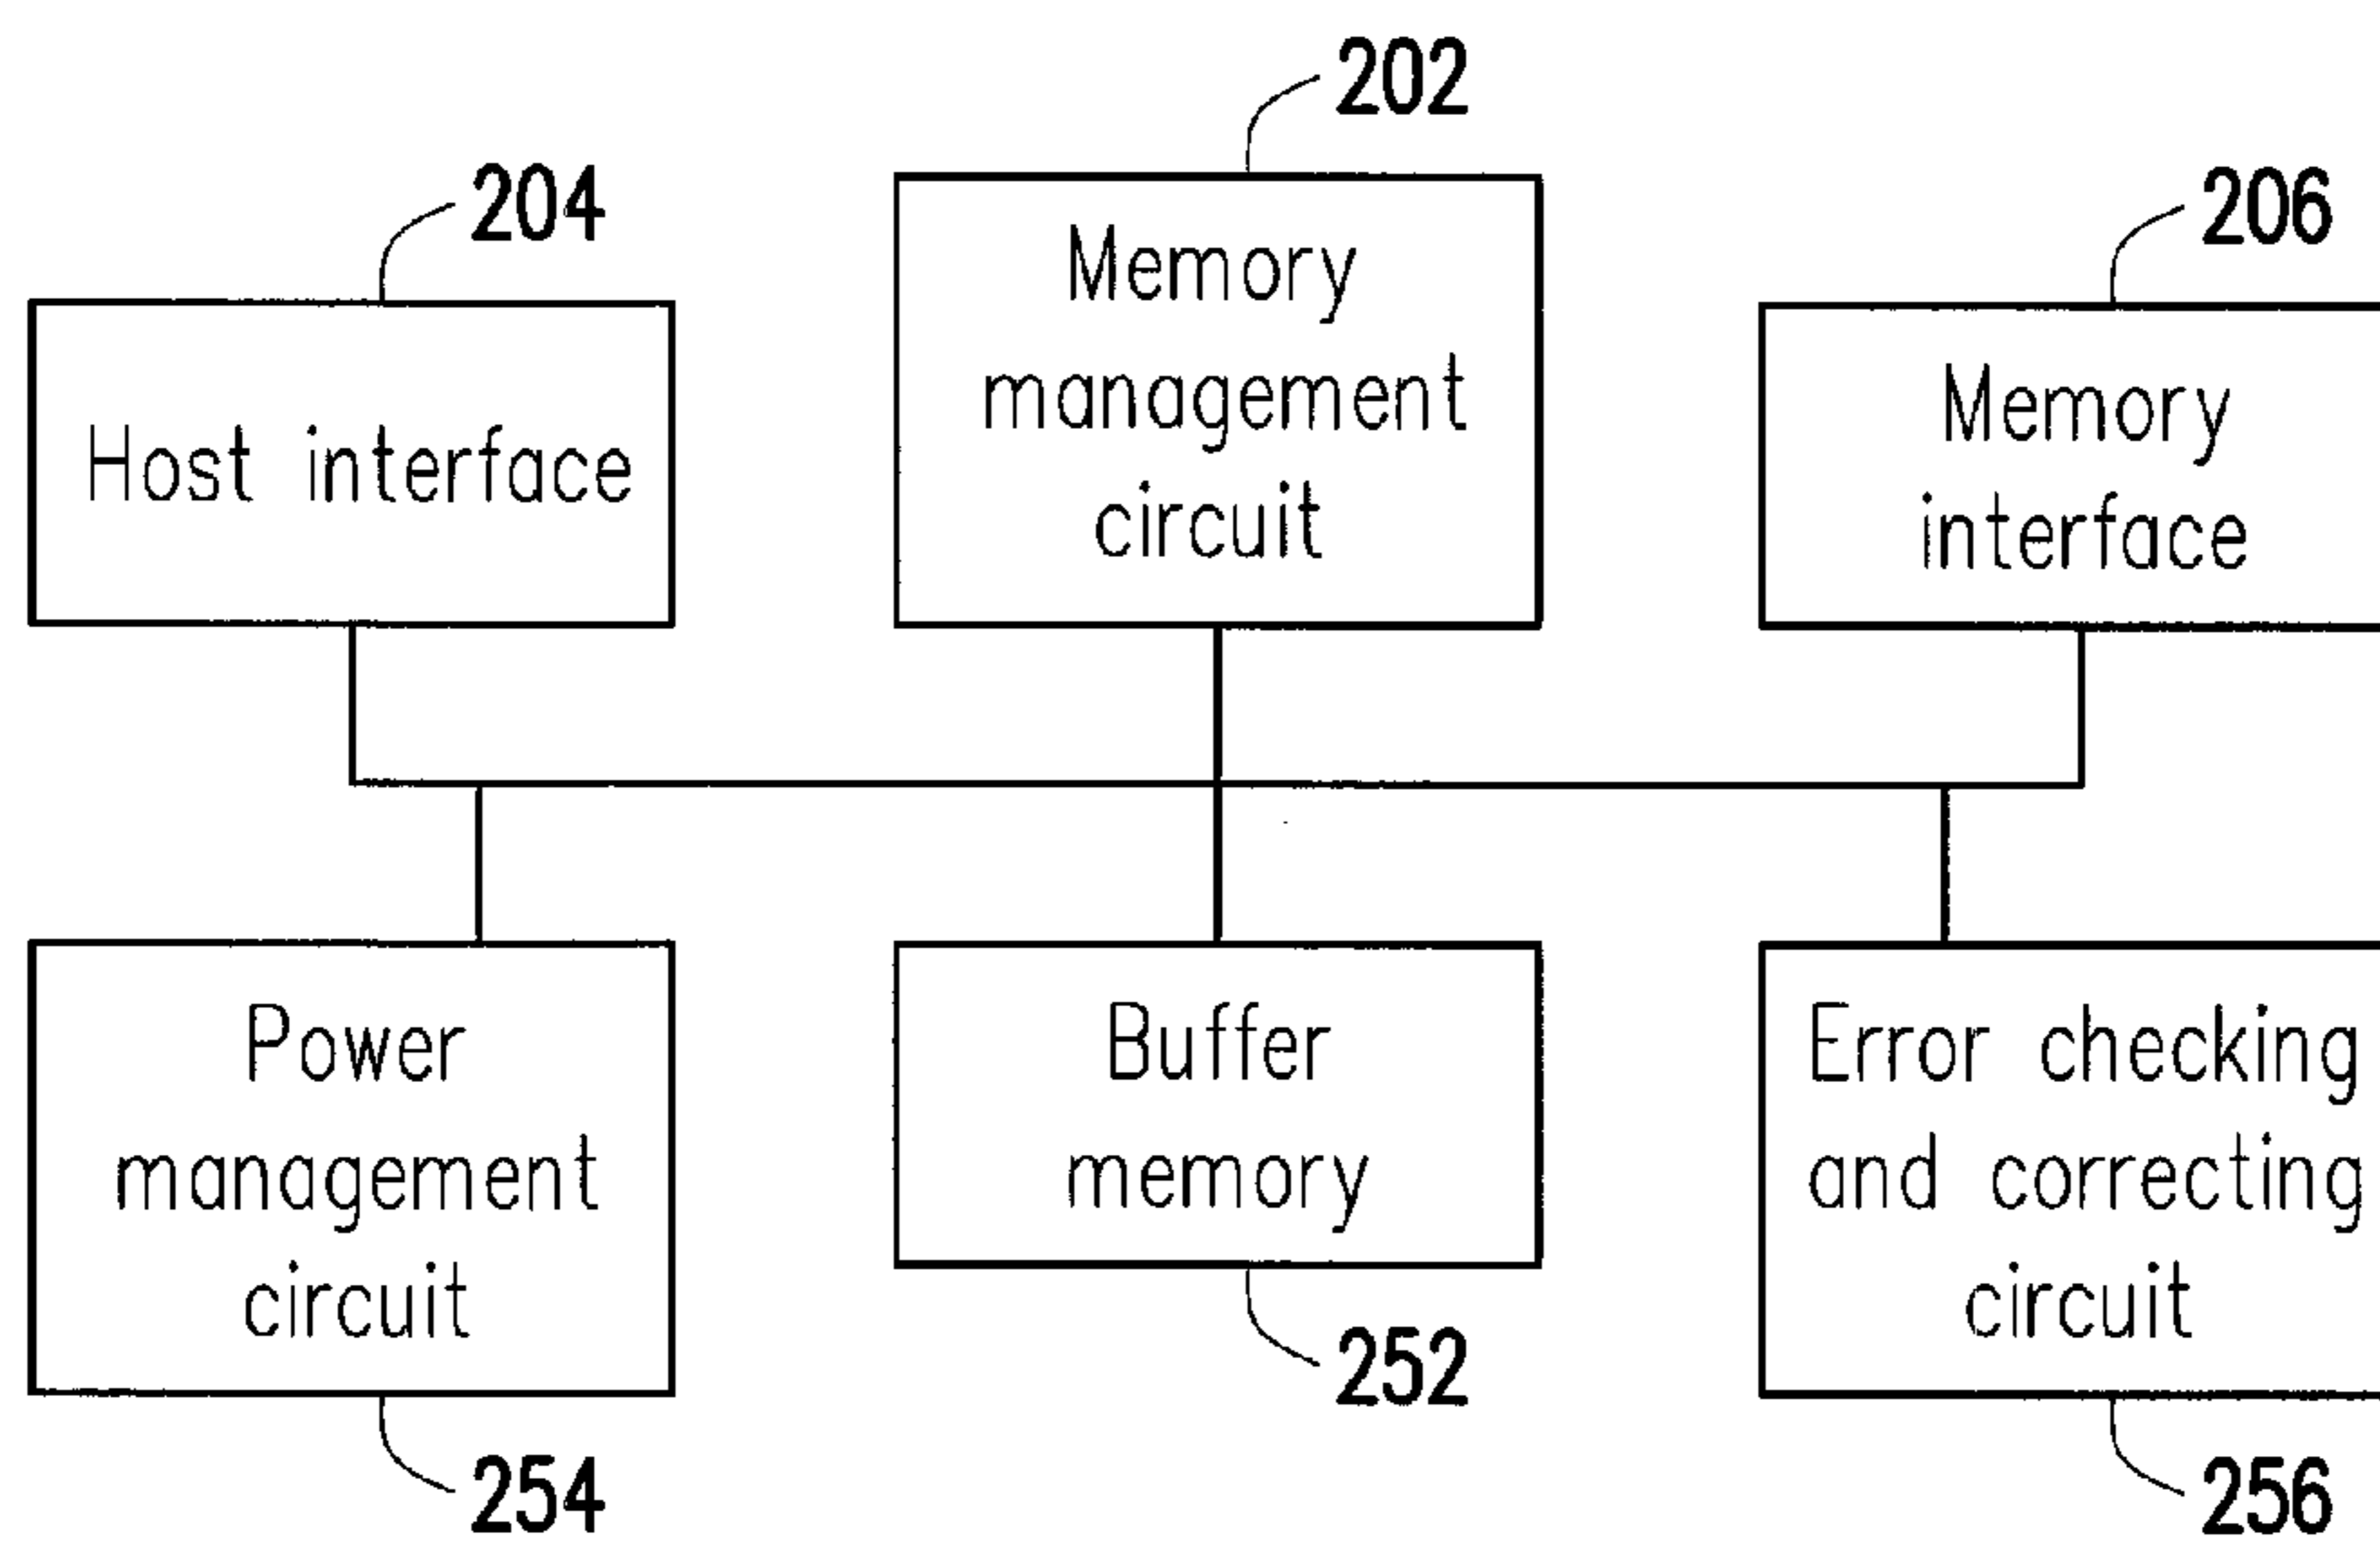 202
204
206
Memory
management
circuit
Host interface
Memory
interface
Power
management
circuit
Buffer
memory
Error checking
and correcting
circuit
252
254
256